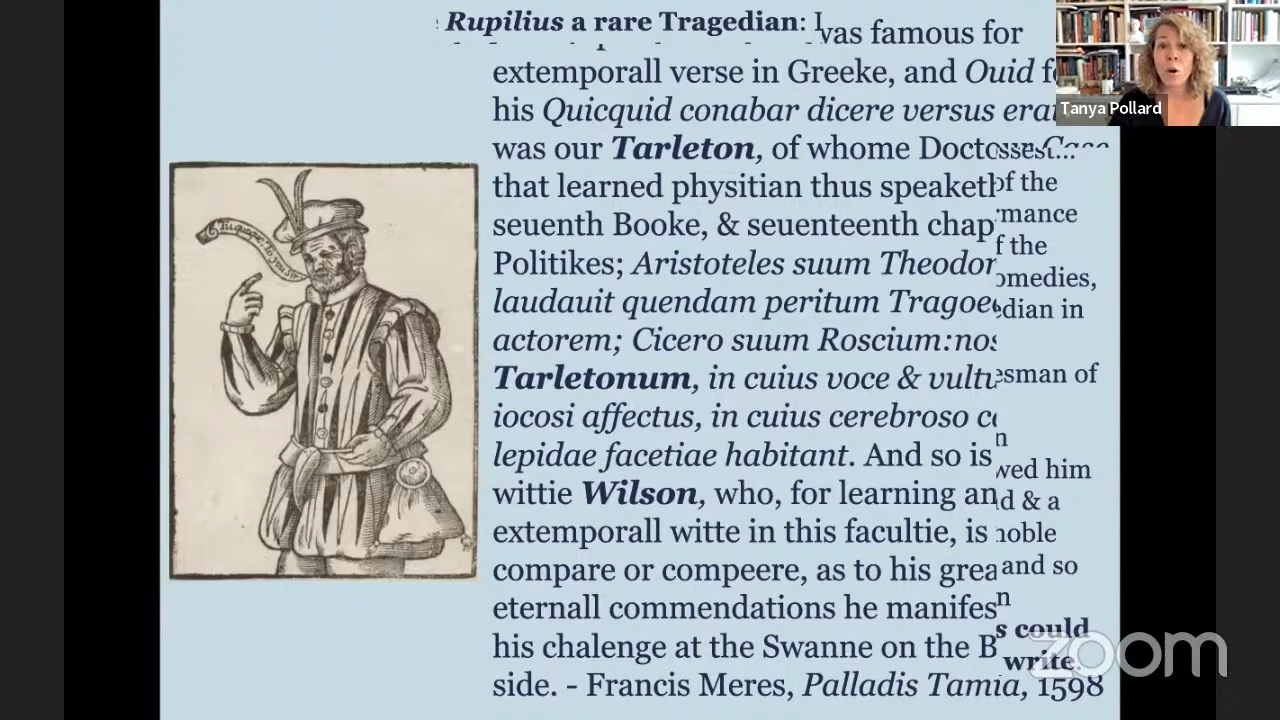 Rupilius a rare Tragedian: I
was famous for
extemporall verse in Greeke, and Ouid
his Quicquid conabar dicere versus
was our Tarleton, of whome
that learned physitian thus
seuenth Booke, & seuenteenth chap
Politikes; Aristoteles suum Theodor
laudauit quendam peritum Tragoe
actorem; Cicero suum Roscium:nos
Tarletonum, in cuius voce & vultu
iocosi affectus, in cuius cerebroso
lepidae facetiae habitant. And so is
wittie Wilson, who, for learning an
extemporall witte in this facultie, is
compare or compeere, as to his grea
eternall commendations he manifes
his chalenge at the Swanne on the B
side. - Francis Meres, Palladis Tamia, 1598
of the
rmance
f the
omedies,
dian in
esman of
n
wed him
d & a
noble
and so
n
s could
write.
Tu quoque. To you Sir
Tanya Pollard
zoom